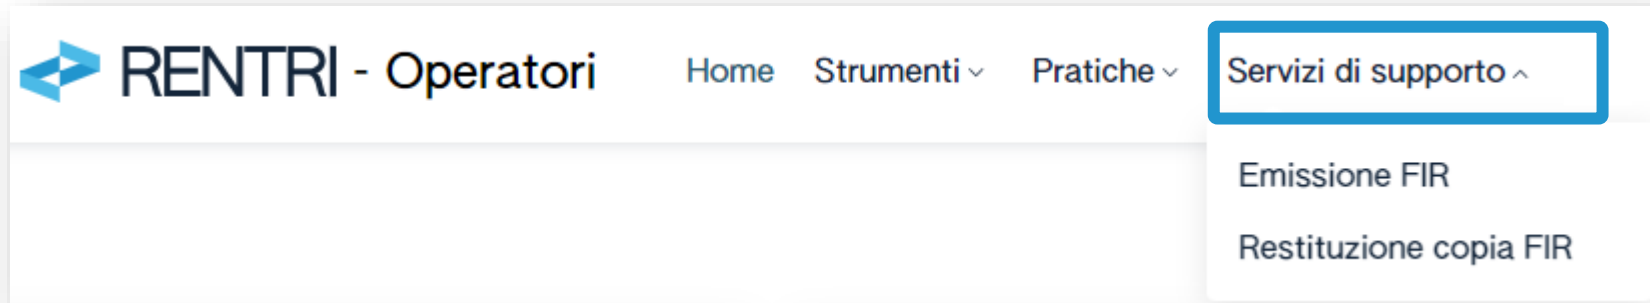 RENTRI - Operatori Home Strumenti Pratiche Servizi di supporto
Emissione FIR
Restituzione copia FIR